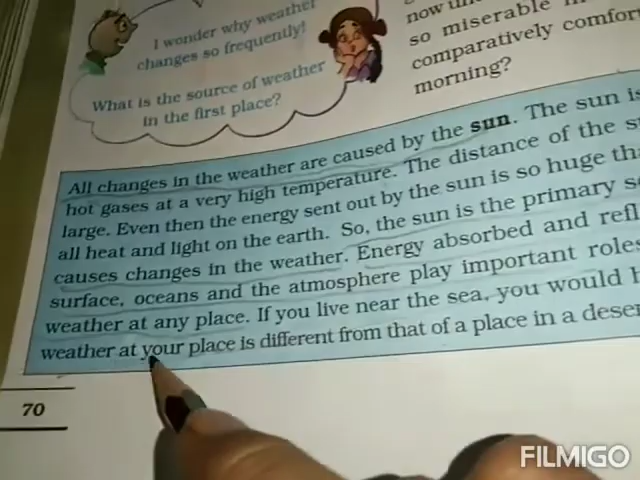 I wonder why weather
changes so frequently!
What is the source of weather
in the first place?
now
so miserable
comparatively
morning?
All changes in the weather are caused by the sun. The sun is
hot gases at a very high temperature. The distance of the
large. Even then the energy sent out by the sun is so huge
all heat and light on the earth. So, the sun is the primary
causes changes in the weather. Energy absorbed and
surface, oceans and the atmosphere play important roles
weather at any place. If you live near the sea, you would
weather at your place is different from that of a place in a
70
FILMIGO